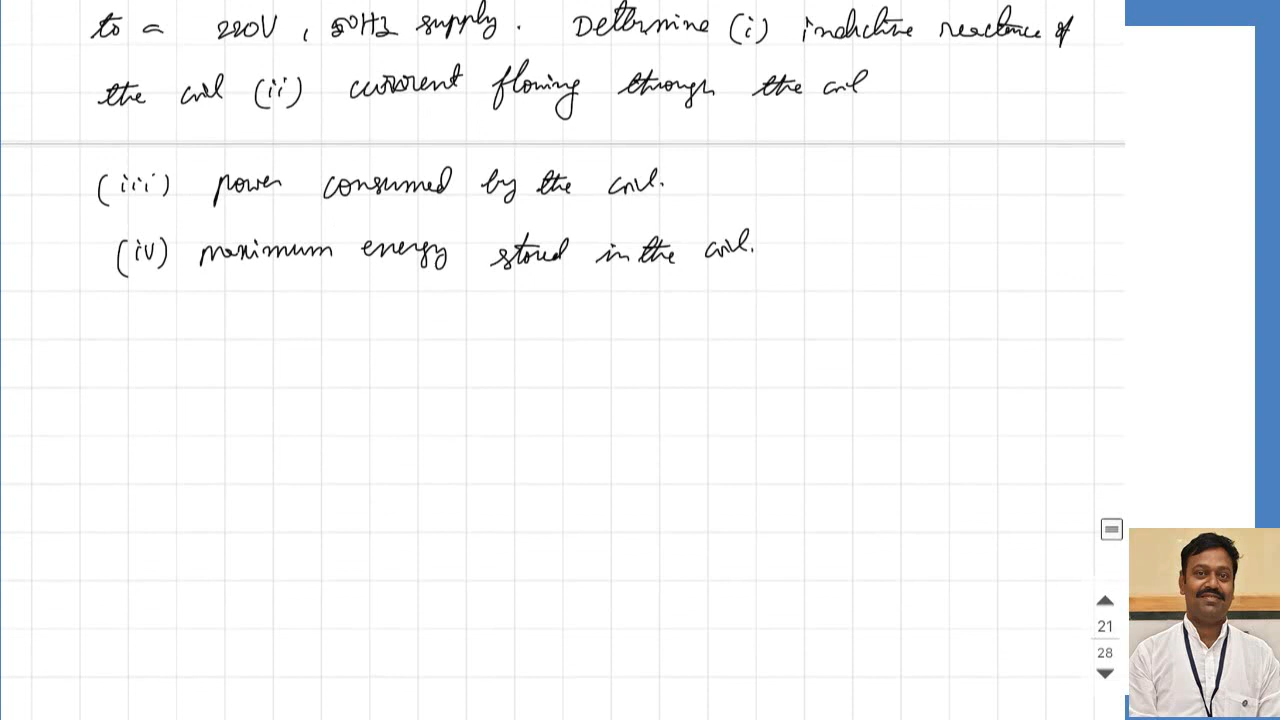 to a 220V, 50Hz supply. Determine (i) inductive reactance of
the coil (ii) current flowing through the coil
(iii) power consumed by the coil.
(iv) maximum energy stored in the coil.
21
28